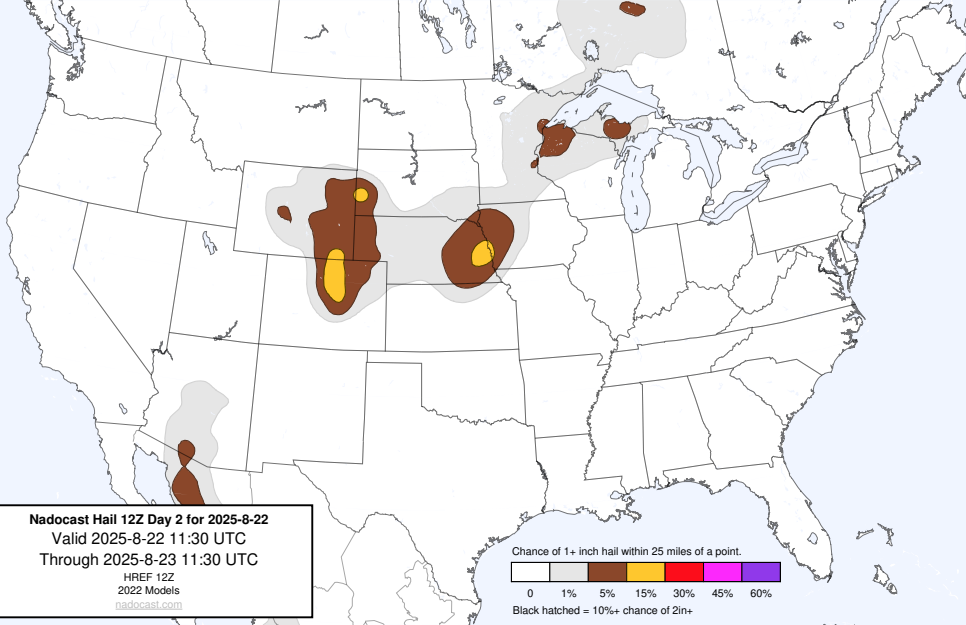 Nadocast Hail 12Z Day 2 for 2025-8-22
Valid 2025-8-22 11:30 UTC
Through 2025-8-23 11:30 UTC
HREF 12Z
2022 Models
nadocast.com
Chance of 1+ inch hail within 25 miles of a point.
0 1% 5% 15% 30% 45% 60%
Black hatched = 10%+ chance of 2in+